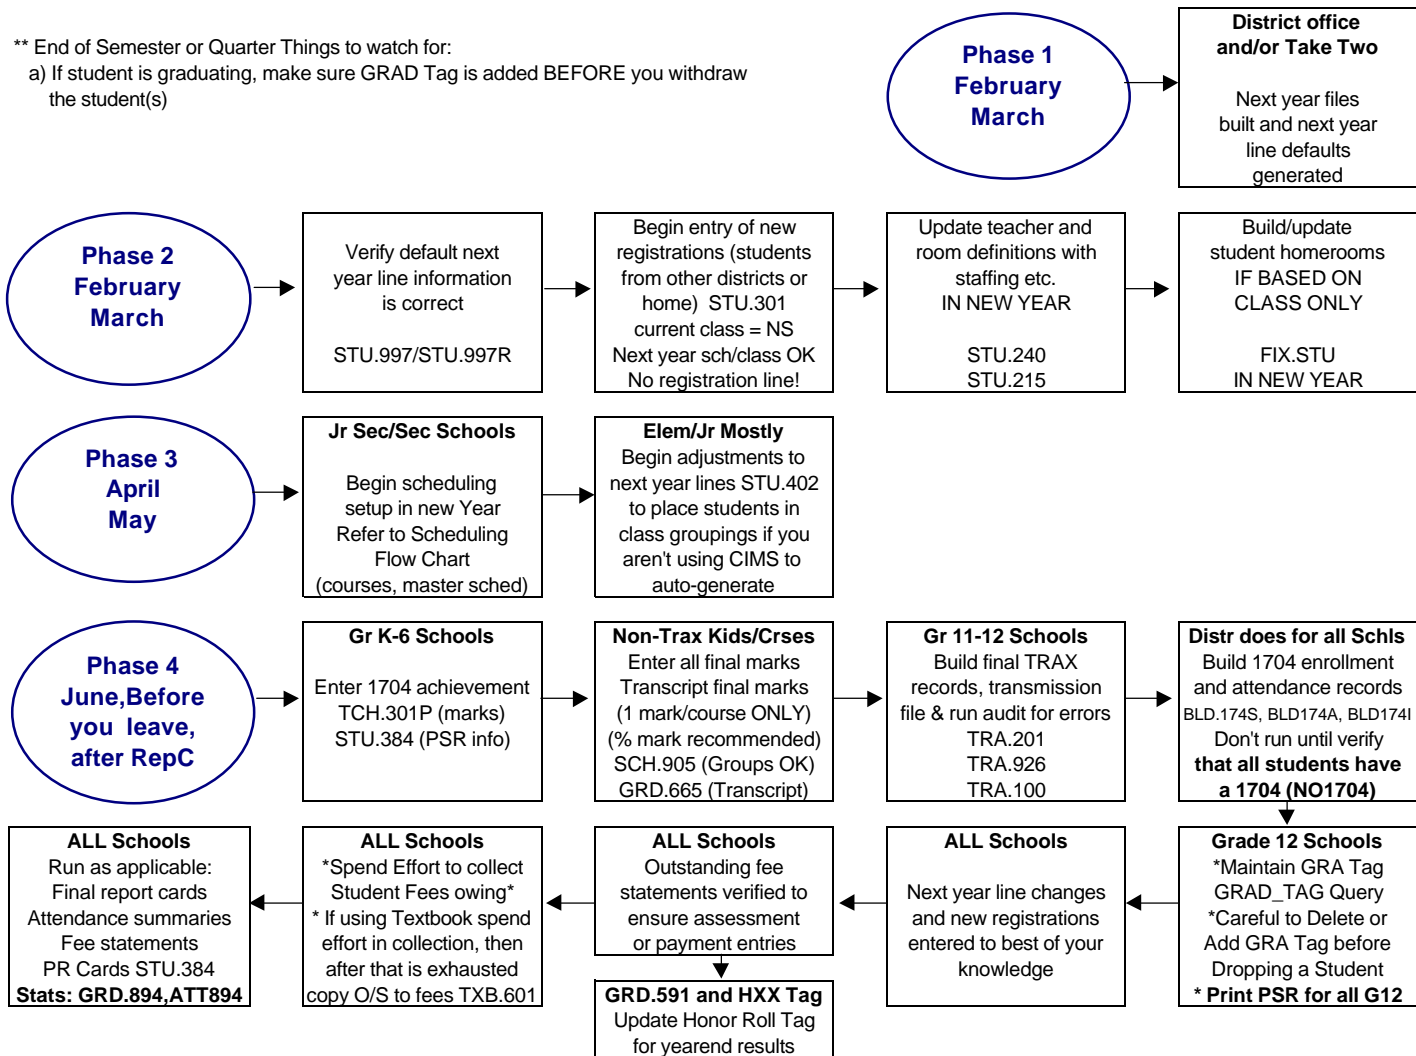 ** End of Semester or Quarter Things to watch for:
a) If student is graduating, make sure GRAD Tag is added BEFORE you withdraw
the student(s)
Phase 1
February
March
District office
and/or Take Two
Next year files
built and next year
line defaults
generated
Phase 2
February
March
Verify default next
year line information
is correct
STU.997/STU.997R
Begin entry of new
registrations (students
from other districts or
home)  STU.301
current class = NS
Next year sch/class OK
No registration line!
Update teacher and
room definitions with
staffing etc.
IN NEW YEAR
STU.240
STU.215
Build/update
student homerooms
IF BASED ON
CLASS ONLY
FIX.STU
IN NEW YEAR
Phase 3
April
May
Jr Sec/Sec Schools
Begin scheduling
setup in new Year
Refer to Scheduling
Flow Chart
(courses, master sched)
Elem/Jr Mostly
Begin adjustments to
next year lines STU.402
to place students in
class groupings if you
aren't using CIMS to
auto-generate
Phase 4
June,Before
you leave,
after RepC
Gr K-6 Schools
Enter 1704 achievement
TCH.301P (marks)
STU.384 (PSR info)
Non-Trax Kids/Crses
Enter all final marks
Transcript final marks
(1 mark/course ONLY)
(% mark recommended)
SCH.905 (Groups OK)
GRD.665 (Transcript)
Gr 11-12 Schools
Build final TRAX
records, transmission
file & run audit for errors
TRA.201
TRA.926
TRA.100
Distr does for all Schls
Build 1704 enrollment
and attendance records
BLD.174S, BLD174A, BLD174I
Don't run until verify
that all students have
a 1704 (NO1704)
ALL Schools
Run as applicable:
Final report cards
Attendance summaries
Fee statements
PR Cards STU.384
Stats: GRD.894,ATT894
ALL Schools
*Spend Effort to collect
Student Fees owing*
* If using Textbook spend
effort in collection, then
after that is exhausted
copy O/S to fees TXB.601
ALL Schools
Outstanding fee
statements verified to
ensure assessment
or payment entries
ALL Schools
Next year line changes
and new registrations
entered to best of your
knowledge
Grade 12 Schools
*Maintain GRA Tag
GRAD_TAG Query
*Careful to Delete or
Add GRA Tag before
Dropping a Student
* Print PSR for all G12
GRD.591 and HXX Tag
Update Honor Roll Tag
for yearend results